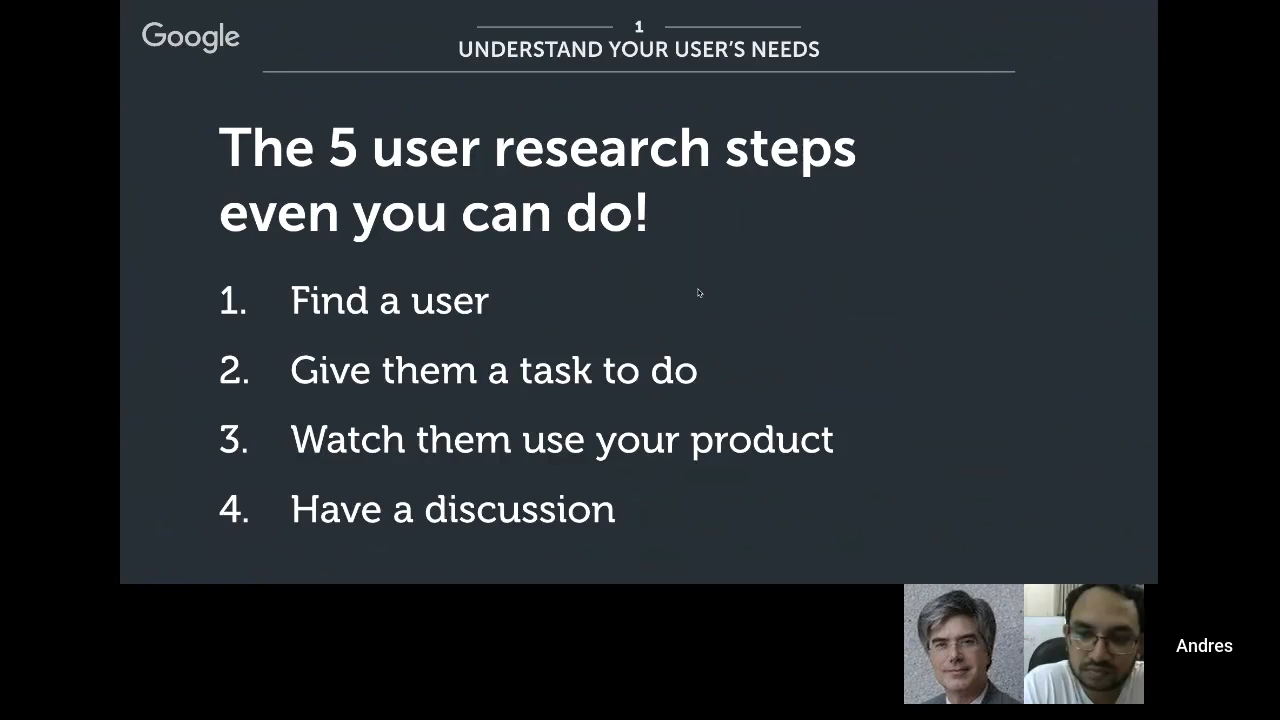 Google
1
UNDERSTAND YOUR USER'S NEEDS
The 5 user research steps
even you can do!
1. Find a user
2. Give them a task to do
3. Watch them use your product
4. Have a discussion
Andres